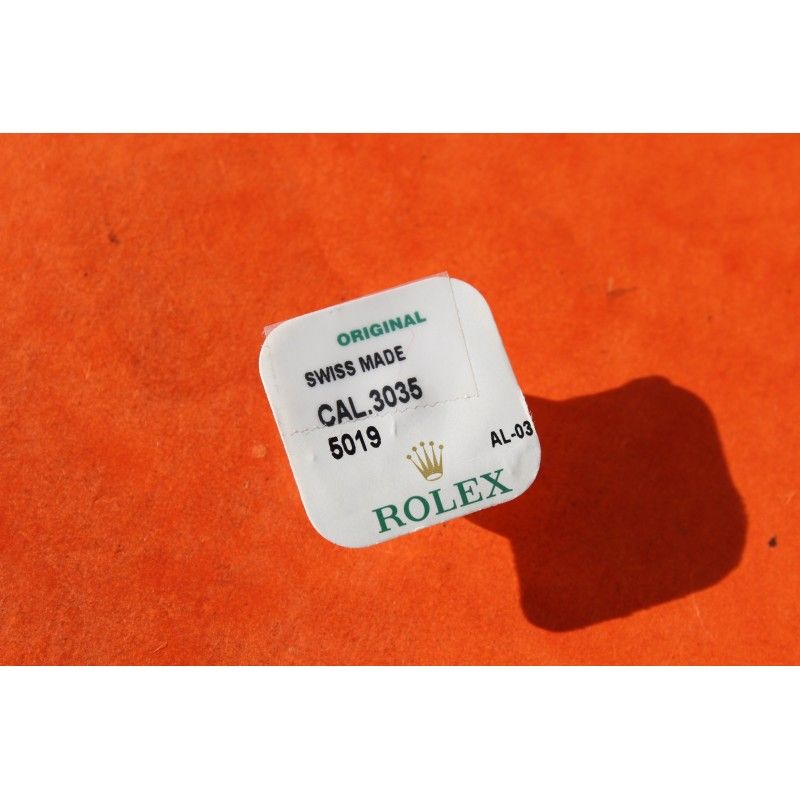 ORIGINAL
SWISS MADE
CAL.3035
5019
AL-03
ROLEX